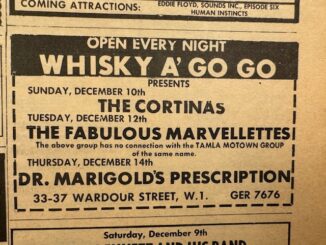 COMING ATTRACTIONS: EDDIE FLOYD, SOUNDS INC., EPISODE SIX
HUMAN INSTINCTS
OPEN EVERY NIGHT
WHISKY A' GO GO
PRESENTS
SUNDAY, DECEMBER 10th
THE CORTINAS
TUESDAY, DECEMBER 12th
THE FABULOUS MARVELLETTES
The above group has no connection with the TAMLA MOTOWN GROUP
of the same name.
THURSDAY, DECEMBER 14th
DR. MARIGOLD'S PRESCRIPTION
33-37 WARDOUR STREET, W.1. GER 7676
Saturday, December 9th
AND HIS BAND